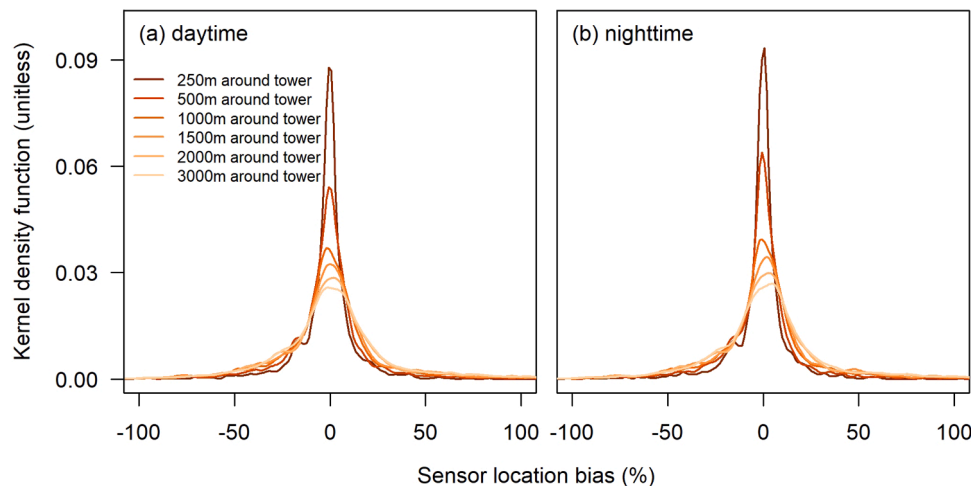 (a) daytime
(b) nighttime
Kernel density function (unitless)
0.09
0.06
0.03
0.00
250m around tower
500m around tower
1000m around tower
1500m around tower
2000m around tower
3000m around tower
-100
-50
0
50
100
-100
-50
0
50
100
Sensor location bias (%)